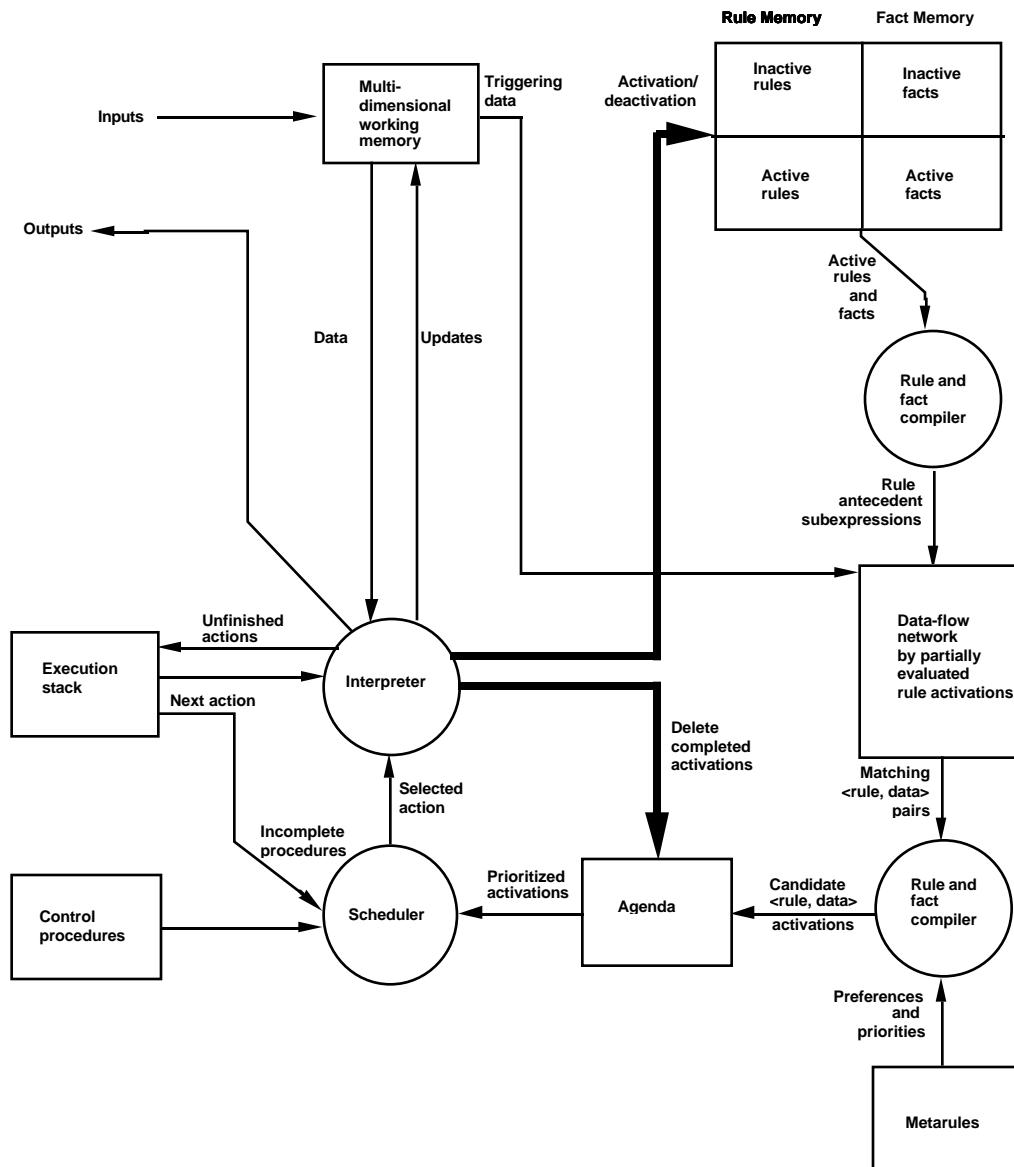 Rule Memory
Fact Memory
Inactive
rules
Inactive
facts
Active
rules
Active
facts
Multi-
dimensional
working
memory
Triggering
data
Activation/
deactivation
Inputs
Outputs
Data
Updates
Active
rules
and
facts
Rule and
fact
compiler
Rule
antecedent
subexpressions
Data-flow
network
by partially
evaluated
rule activations
Unfinished
actions
Execution
stack
Next action
Interpreter
Delete
completed
activations
Selected
action
Incomplete
procedures
Matching
<rule, data>
pairs
Control
procedures
Scheduler
Prioritized
activations
Agenda
Candidate
<rule, data>
activations
Rule and
fact
compiler
Preferences
and
priorities
Metarules